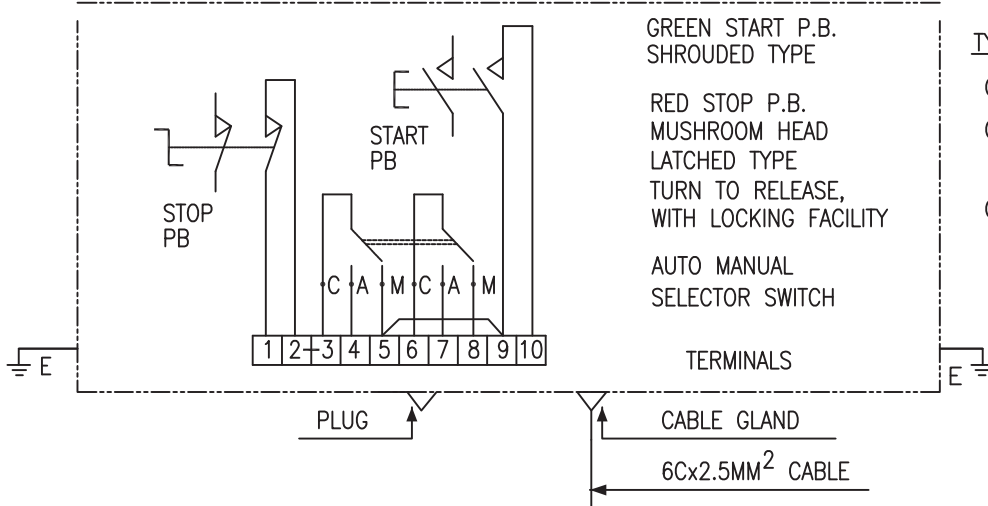 GREEN START P.B.
SHROUDED TYPE
RED STOP P.B.
MUSHROOM HEAD
LATCHED TYPE
TURN TO RELEASE,
WITH LOCKING FACILITY
AUTO MANUAL
SELECTOR SWITCH
START
PB
STOP
PB
C A M C A M
1 2 3 4 5 6 7 8 9 10
TERMINALS
E
E
PLUG
CABLE GLAND
6Cx2.5MM² CABLE